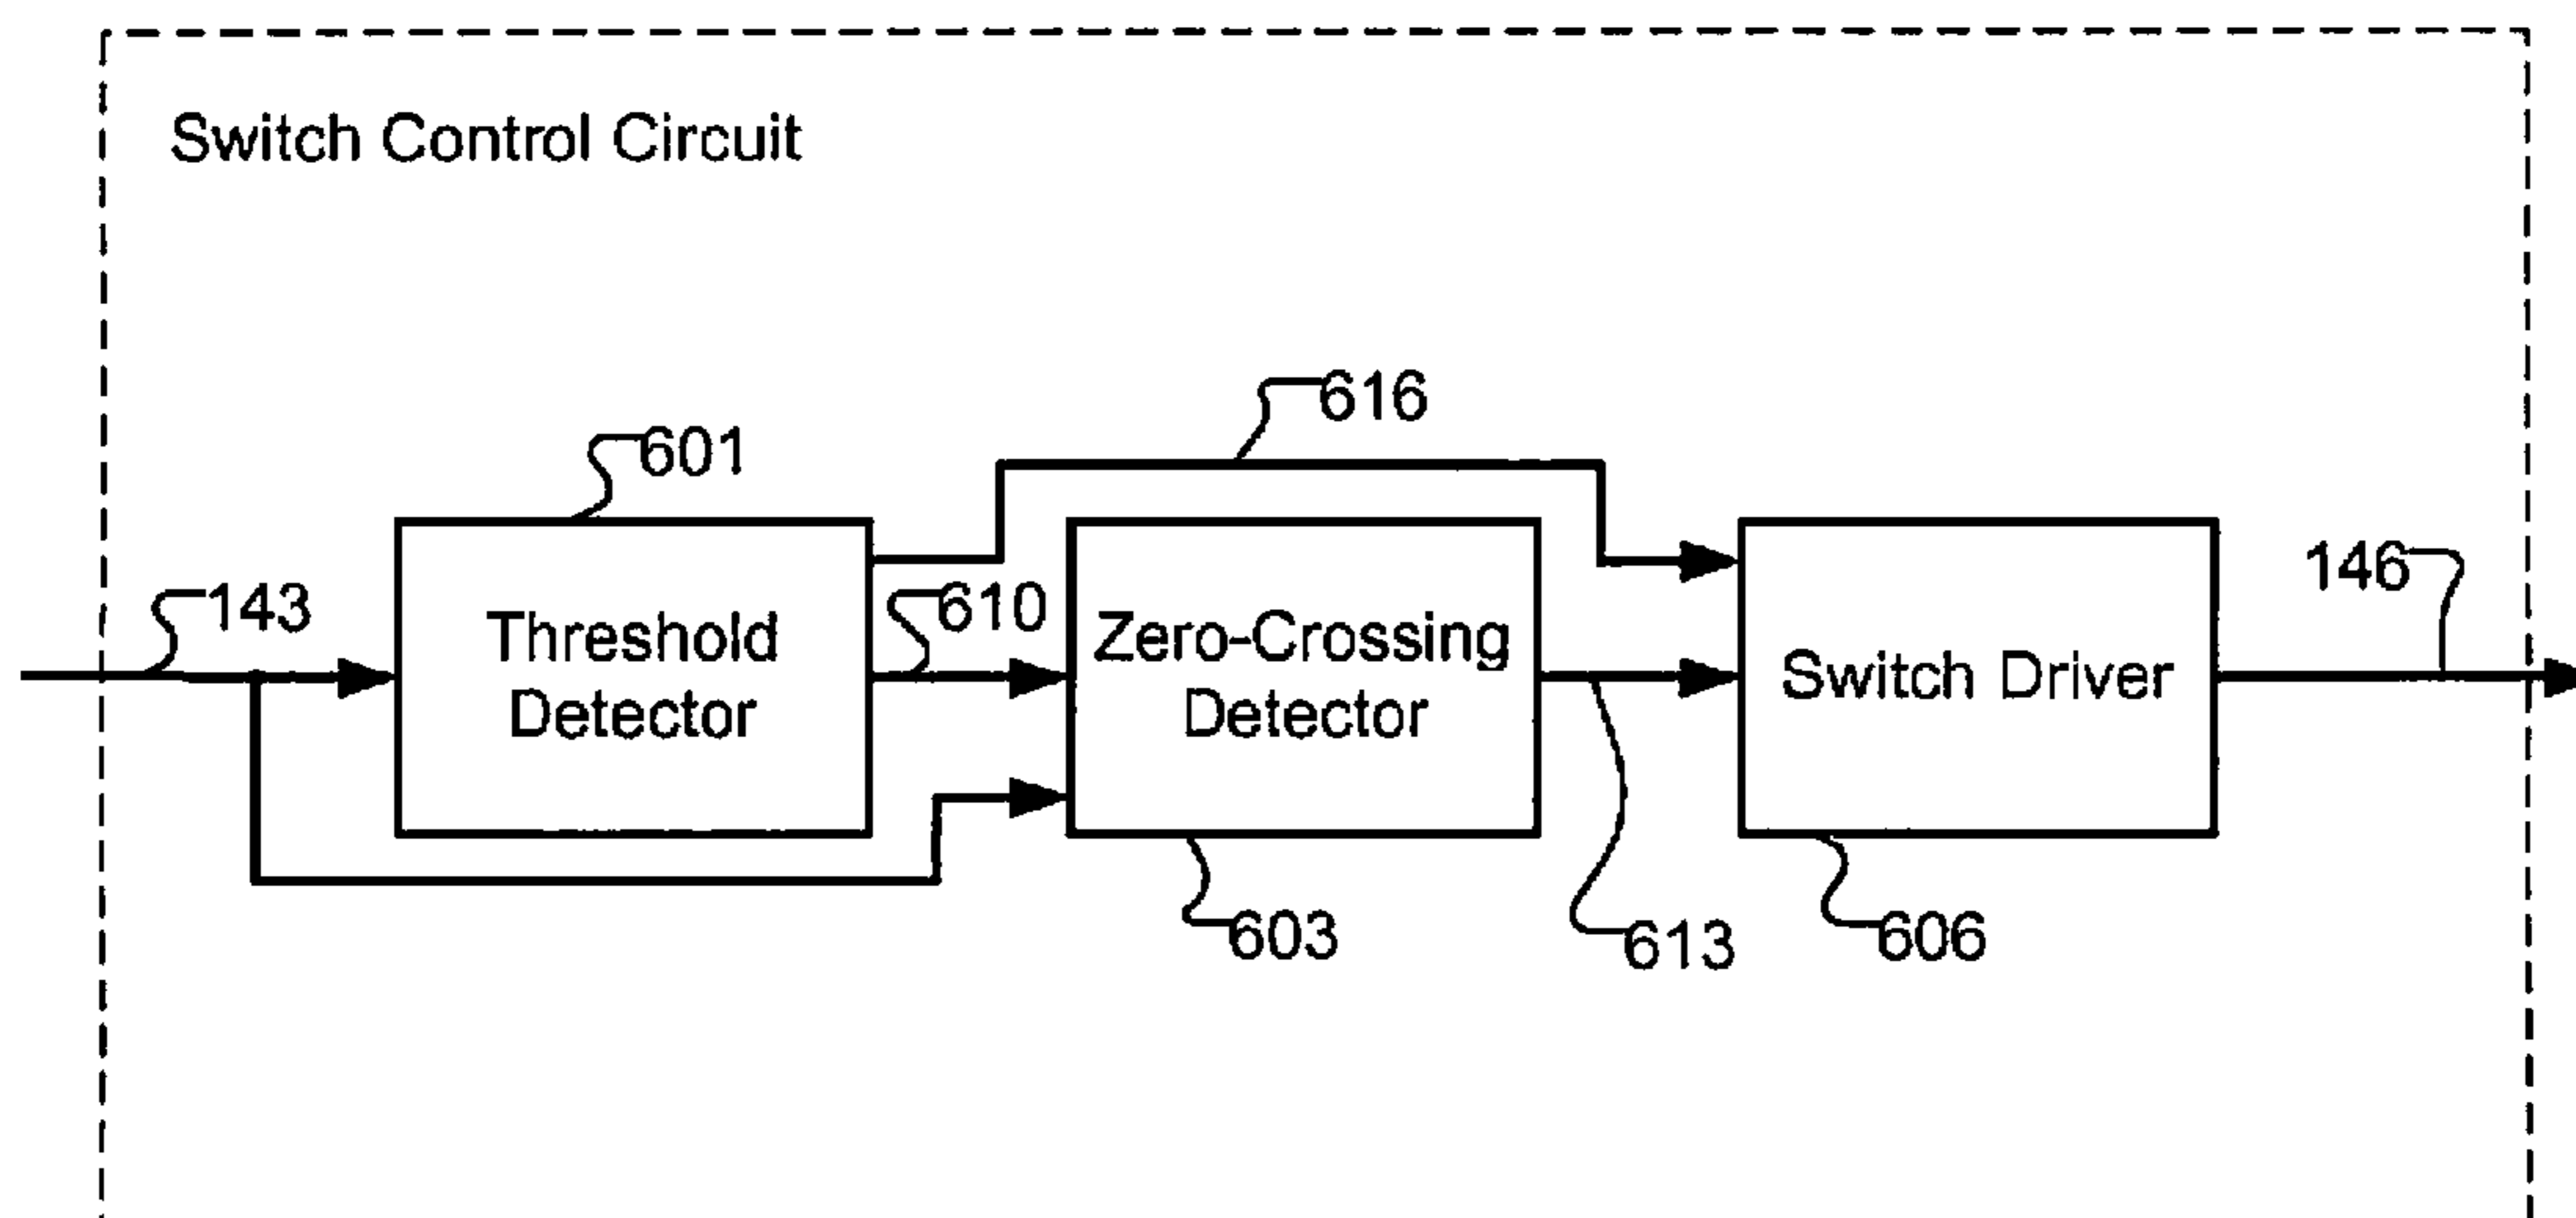 Switch Control Circuit
616
601
146
143
610
Threshold
Detector
Zero-Crossing
Detector
Switch Driver
603
613
606